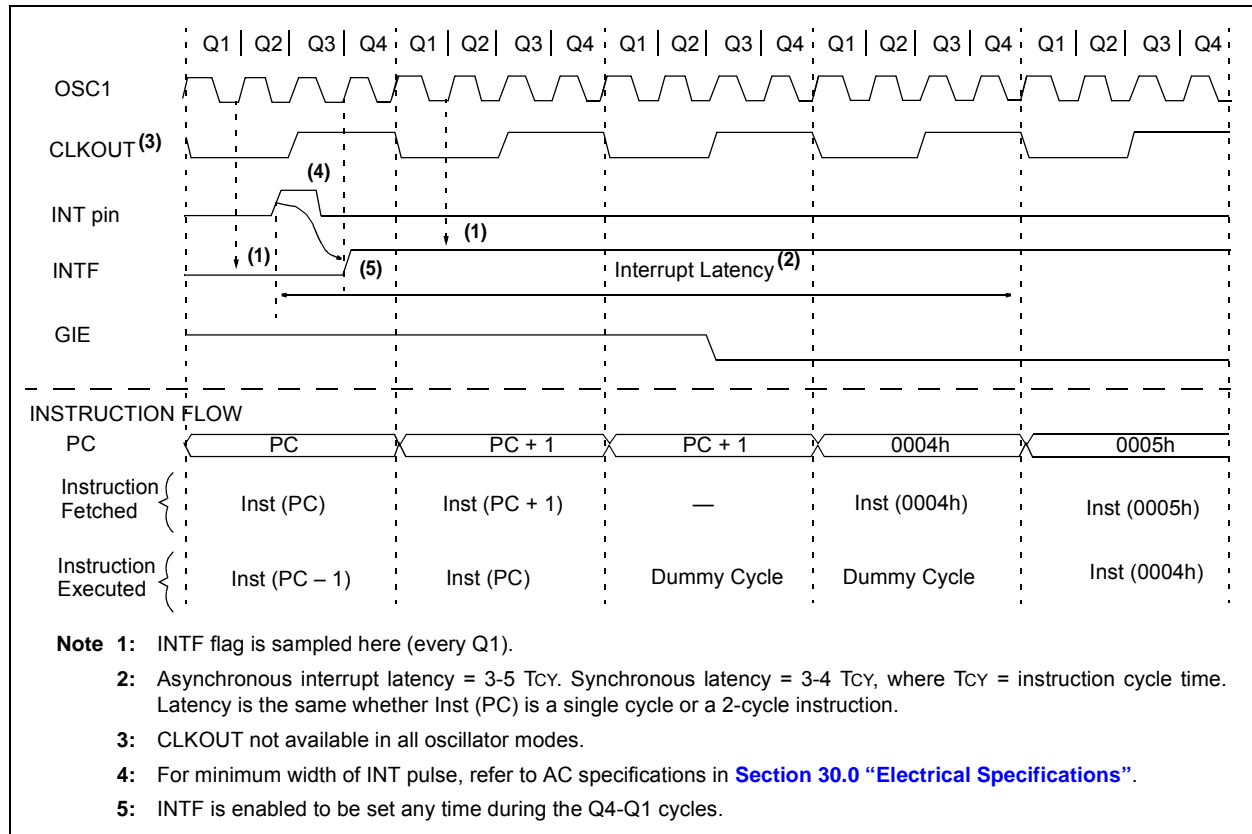 Q1 | Q2 | Q3 | Q4 Q1 | Q2 | Q3 | Q4 Q1 | Q2 | Q3 | Q4 Q1 | Q2 | Q3 | Q4 Q1 | Q2 | Q3 | Q4
OSC1
CLKOUT (3)
(4)
INT pin
(1) (1)
INTF (5) Interrupt Latency (2)
GIE
INSTRUCTION FLOW
PC PC PC + 1 PC + 1 0004h 0005h
Instruction
Fetched Inst (PC) Inst (PC + 1) — Inst (0004h) Inst (0005h)
Instruction
Executed Inst (PC – 1) Inst (PC) Dummy Cycle Dummy Cycle Inst (0004h)
Note 1: INTF flag is sampled here (every Q1).
2: Asynchronous interrupt latency = 3-5 TCY. Synchronous latency = 3-4 TCY, where TCY = instruction cycle time.
Latency is the same whether Inst (PC) is a single cycle or a 2-cycle instruction.
3: CLKOUT not available in all oscillator modes.
4: For minimum width of INT pulse, refer to AC specifications in Section 30.0 “Electrical Specifications”.
5: INTF is enabled to be set any time during the Q4-Q1 cycles.